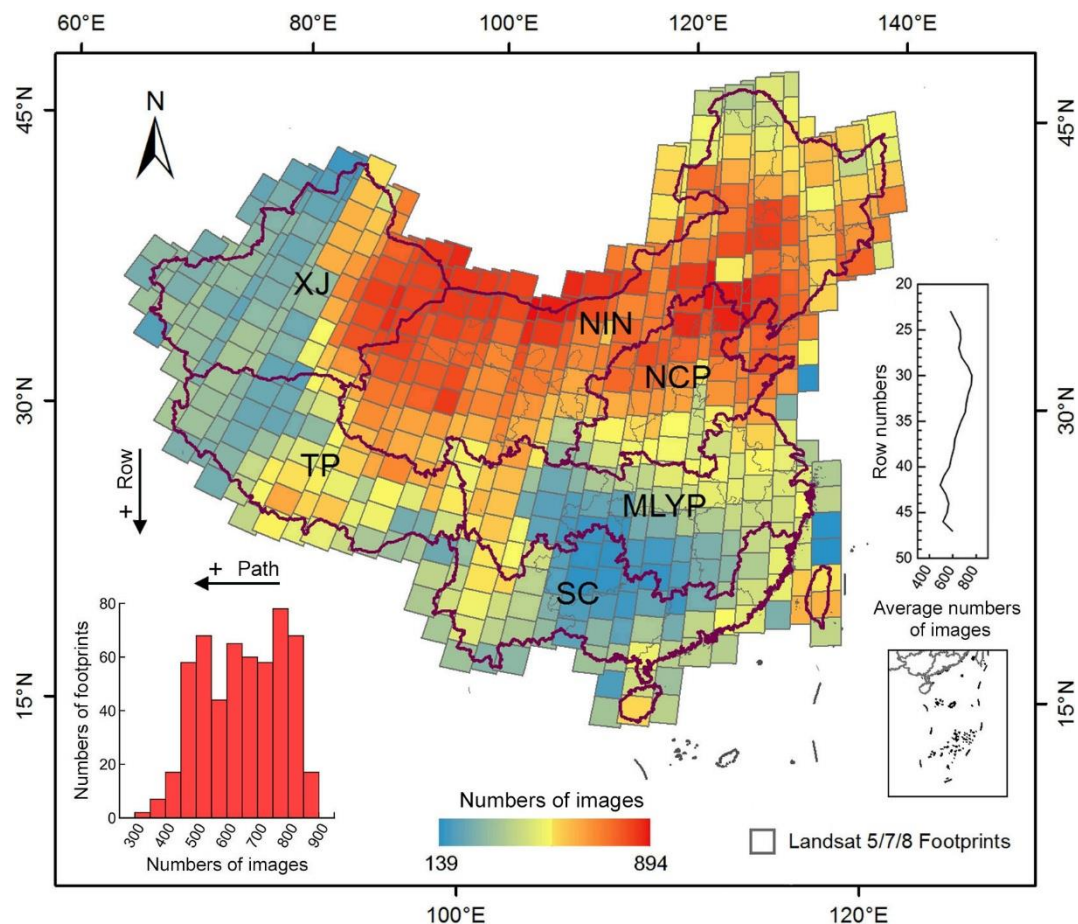 60°E 80°E 100°E 120°E 140°E
45°N
45°N
N
XJ
NIN
NCP
30°N
30°N
TP
MLYP
SC
+ Row
+ Path
20
25
30
35
40
45
50
Row numbers
400
600
800
Average numbers
of images
15°N
15°N
80
60
40
20
0
Numbers of footprints
300
400
500
600
700
800
900
Numbers of images
Numbers of images
139 894
Landsat 5/7/8 Footprints
100°E 120°E